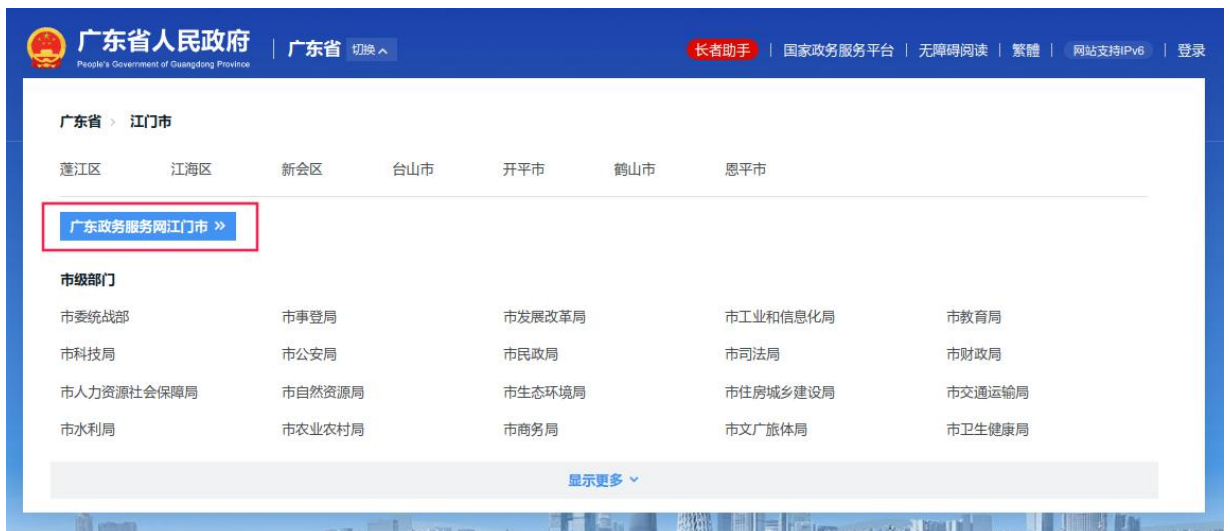 广东省人民政府 广东省 切换 长者助手 国家政务服务平台 无障碍阅读 繁體 网站支持IPv6 登录
People's Government of Guangdong Province
广东省 > 江门市
蓬江区 江海区 新会区 台山市 开平市 鹤山市 恩平市
广东政务服务网江门市 »
市级部门
市委统战部 市事登局 市发展改革局 市工业和信息化局 市教育局
市科技局 市公安局 市民政局 市司法局 市财政局
市人力资源社会保障局 市自然资源局 市生态环境局 市住房城乡建设局 市交通运输局
市水利局 市农业农村局 市商务局 市文广旅体局 市卫生健康局
显示更多